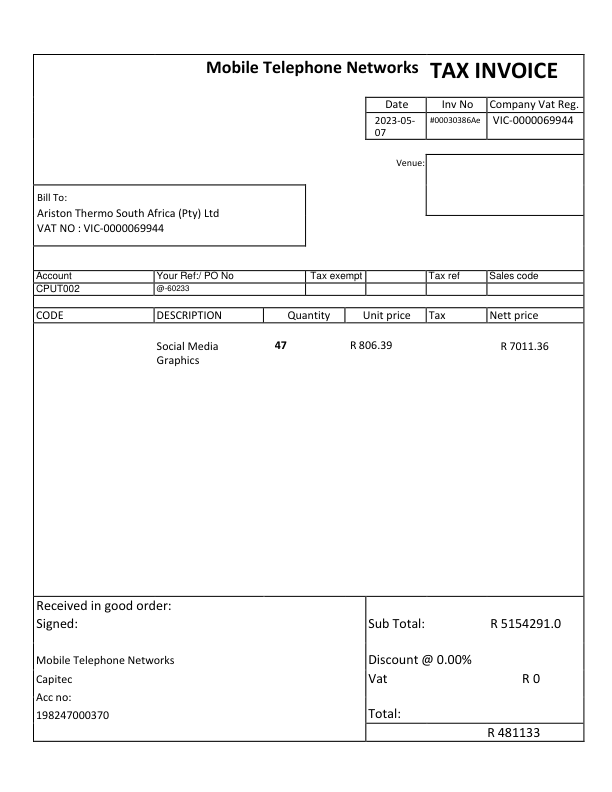 Mobile Telephone Networks TAX INVOICE
Date Inv No Company Vat Reg.
2023-05-07 #00030386Ae VIC-0000069944
Venue:
Bill To:
Ariston Thermo South Africa (Pty) Ltd
VAT NO : VIC-0000069944
Account Your Ref:/ PO No Tax exempt Tax ref Sales code
CPUT002 @-60233
CODE DESCRIPTION Quantity Unit price Tax Nett price
Social Media 47 R 806.39 R 7011.36
Graphics
Received in good order:
Signed: Sub Total: R 5154291.0
Mobile Telephone Networks Discount @ 0.00%
Capitec Vat R 0
Acc no:
198247000370 Total:
R 481133